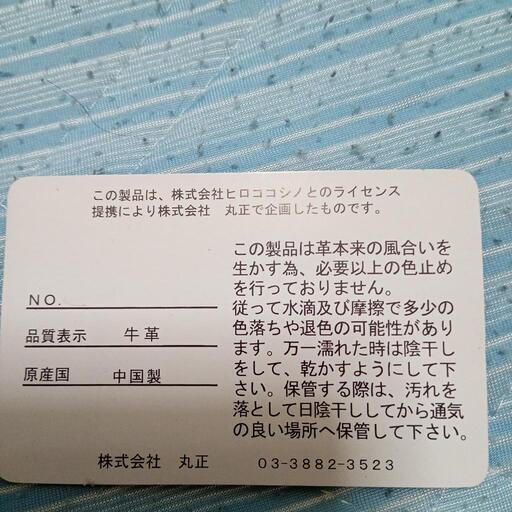 この製品は、株式会社ヒロココシノとのライセンス
提携により株式会社　丸正で企画したものです。
この製品は革本来の風合いを
生かす為、必要以上の色止め
を行っておりません。
従って水滴及び摩擦で多少の
色落ちや退色の可能性があり
ます。万一濡れた時は陰干し
をして、乾かすようにして下
さい。保管する際は、汚れを
落として日陰干ししてから通気
の良い場所へ保管して下さい。
NO.
品質表示　牛革
原産国　中国製
株式会社　丸正　03-3882-3523